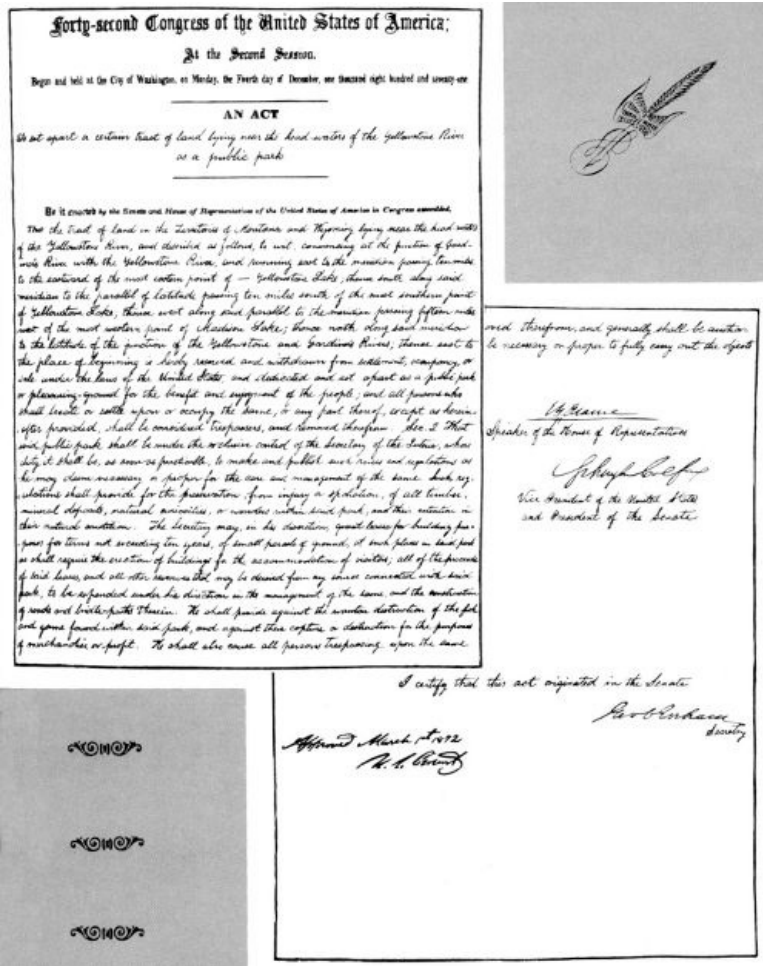 Forty-second Congress of the United States of America;
At the Second Session,
Begun and held at the City of Washington, on Monday, the Fourth day of December, one thousand eight hundred and seventy-one.
AN ACT
To set apart a certain tract of land lying near the head-waters of the Yellowstone River
as a public park
Be it enacted by the Senate and House of Representatives of the United States of America in Congress assembled,
That the tract of land in the Territories of Montana and Wyoming lying near the head waters
of the Yellowstone River, and described as follows, to wit, commencing at the junction of Gard-
iner's River with the Yellowstone River, and running east to the meridian passing ten miles
to the eastward of the most eastern point of — Yellowstone Lake; thence south along said
meridian to the parallel of latitude passing ten miles south of the most southern point
of Yellowstone Lake; thence west along said parallel to the meridian passing fifteen miles
west of the most western point of Madison Lake; thence north along said meridian
to the latitude of the junction of the Yellowstone and Gardiner's Rivers; thence east to
the place of beginning is hereby reserved and withdrawn from settlement, occupancy, or
sale under the laws of the United States, and dedicated and set apart as a public park
or pleasuring-ground for the benefit and enjoyment of the people; and all persons who
shall locate or settle upon or occupy the same, or any part thereof, except as herein-
after provided, shall be considered trespassers, and removed therefrom. Sec. 2 That
said public park shall be under the exclusive control of the Secretary of the Interior, whose
duty it shall be, as soon as practicable, to make and publish such rules and regulations as
he may deem necessary or proper for the care and management of the same. Such reg-
ulations shall provide for the preservation, from injury or spoliation, of all timber,
mineral deposits, natural curiosities, or wonders within said park, and their retention in
their natural condition. The Secretary may, in his discretion, grant leases for building pur-
poses for terms not exceeding ten years, of small parcels of ground, at such places in said park
as shall require the erection of buildings for the accommodation of visitors; all of the proceeds
of said leases, and all other revenues that may be derived from any source connected with said
park, to be expended under his direction in the management of the same, and the construction
of roads and bridle-paths therein. He shall provide against the wanton destruction of the fish
and game found within said park, and against their capture or destruction for the purposes
of merchandise or profit. He shall also cause all persons trespassing upon the same
oved therefrom, and generally shall be authori
be necessary or proper to fully carry out the objects
Speaker of the House of Representatives
Schuyler Colfax
Vice President of the United States
and President of the Senate
I certify that this act originated in the Senate
Geo C Gorham
Secretary
Approved March 1st 1872
U. S. Grant